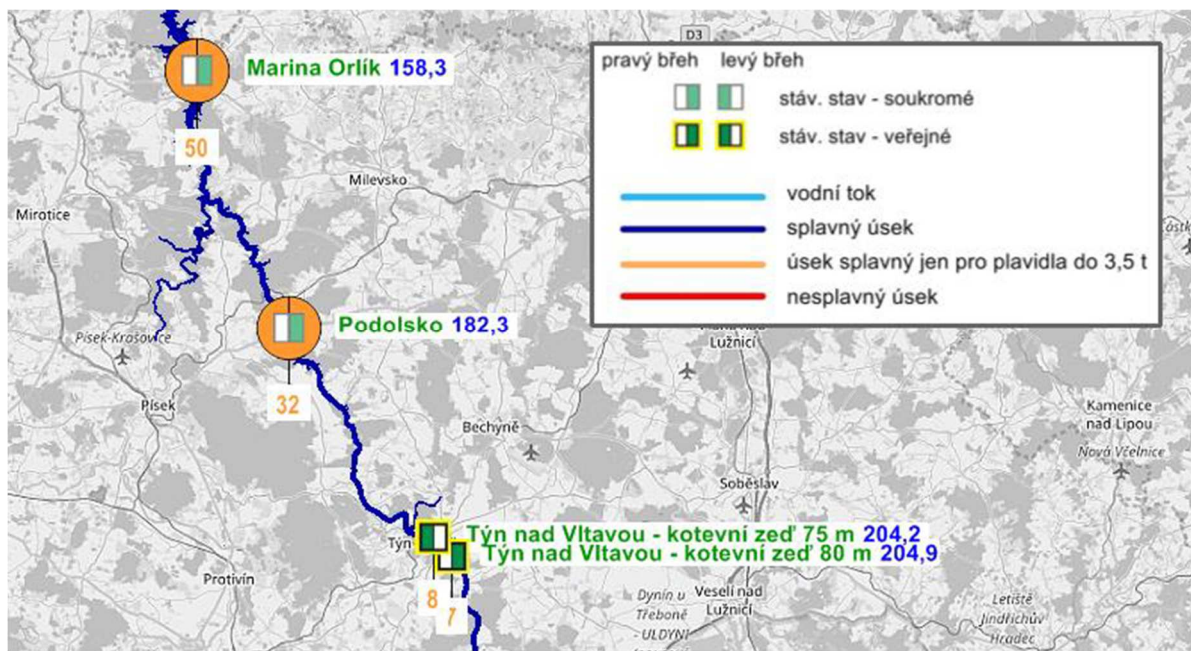 D3
Marina Orlík 158,3
50
Milevsko
Mirotice
Podolsko 182,3
Písek-Krašovice
32
Písek
Bechyně
Týn nad Vltavou - kotevní zeď 75 m 204,2
Týn nad Vltavou - kotevní zeď 80 m 204,9
Týn
8
7
Protivín
pravý břeh levý břeh
stáv. stav - soukromé
stáv. stav - veřejné
vodní tok
splavný úsek
úsek splavný jen pro plavidla do 3,5 t
nesplavný úsek
nad
Lužnicí
Kamenice
nad Lipou
Nová Včelnice
Soběslav
Dynín u
Třeboně
- ULDYNI
Veselí nad
Lužnicí
Letiště
Jindřichův
Hradec